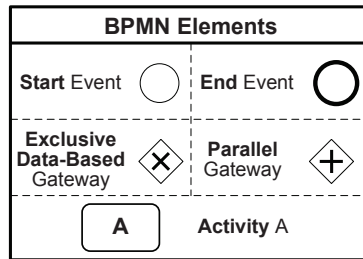 BPMN Elements
Start Event
End Event
Exclusive
Data-Based
Gateway
Parallel
Gateway
A
Activity A